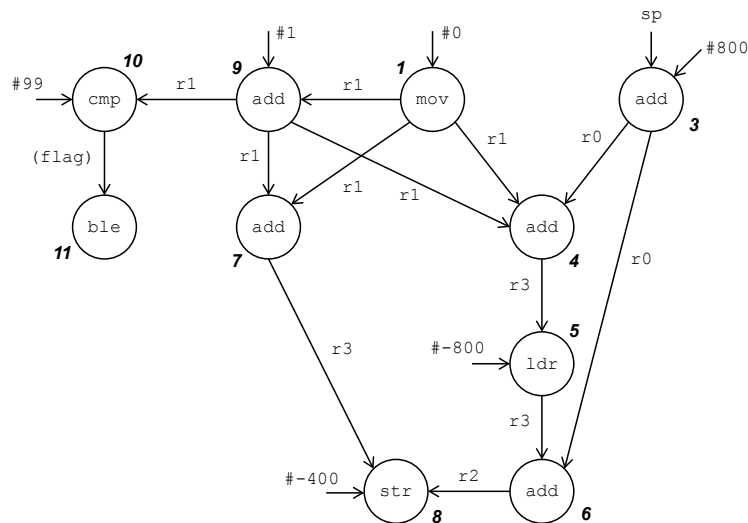 sp
#1
#0
#800
10
9
1
#99
cmp
r1
add
r1
mov
add
3
(flag)
r1
r1
r0
r1
r1
ble
add
add
11
7
4
r0
r3
5
r3
#-800
ldr
r3
#-400
str
r2
add
8
6